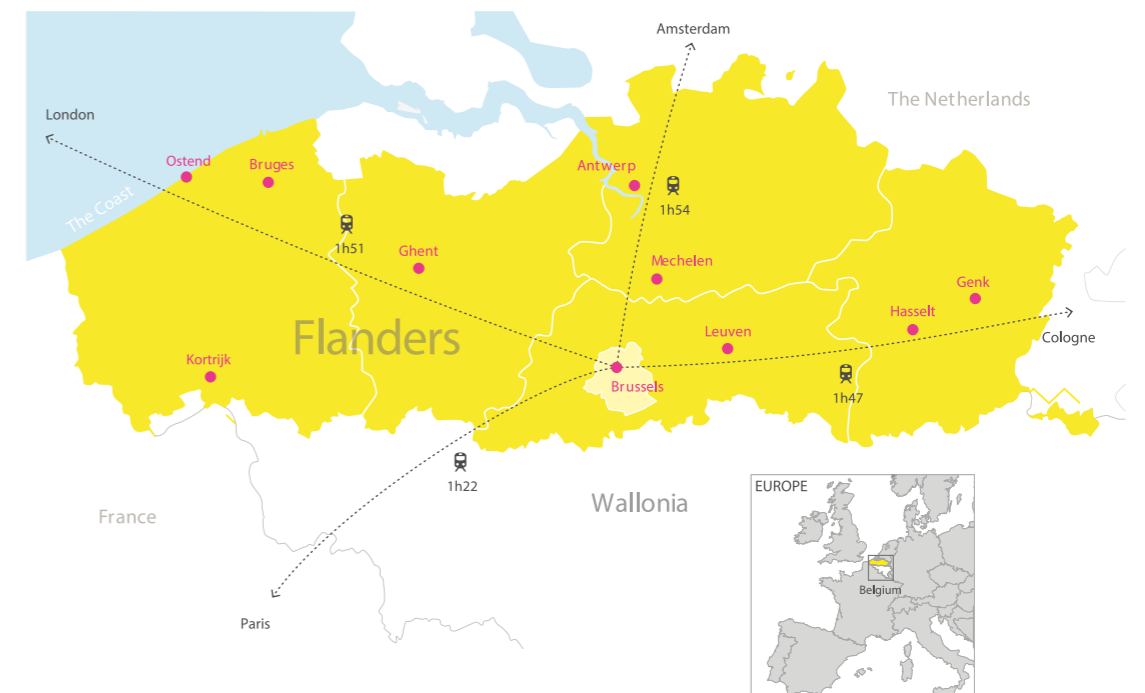 Amsterdam
The Netherlands
London
Ostend
Bruges
Antwerp
The Coast
1h54
1h51
Ghent
Mechelen
Genk
Hasselt
Flanders
Leuven
Cologne
Kortrijk
Brussels
1h47
1h22
Wallonia
EUROPE
France
Belgium
Paris